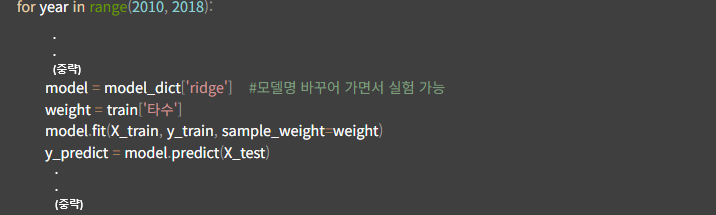 for year in range(2010, 2018):
.
.
(중략)
model = model_dict['ridge'] #모델명 바꾸어 가면서 실험 가능
weight = train['타수']
model.fit(X_train, y_train, sample_weight=weight)
y_predict = model.predict(X_test)
.
.
(중략)